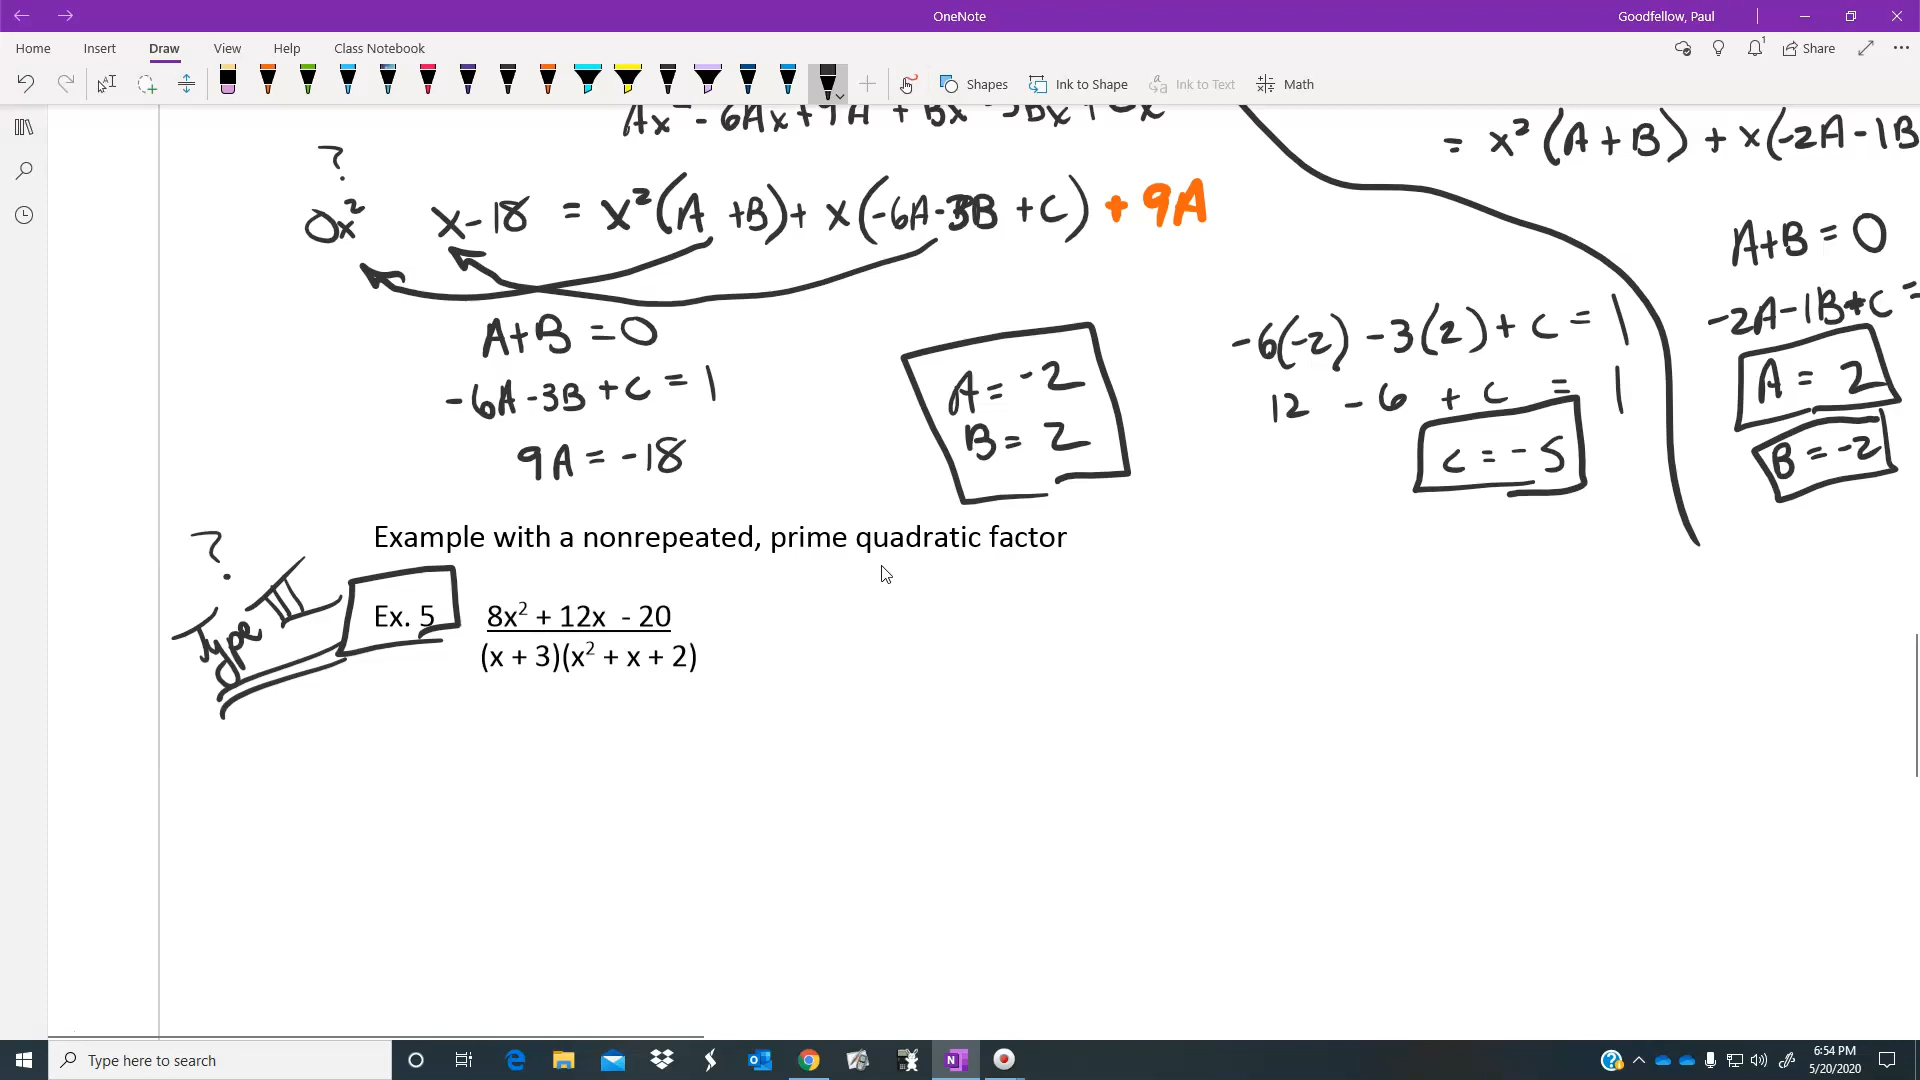 OneNote
Goodfellow, Paul
Home Insert Draw View Help Class Notebook
1
Share
Shapes
Ink to Shape
Ink to Text
Math
= x² (A + B) + x(-2A - 1B
?
0x² x - 18 = x²(A + B) + x(-6A - 3B + C) + 9A
A+B = 0
-6A - 3B + C = 1
9A = -18
A = -2
B = 2
-6(-2) - 3(2) + C = 1
12 - 6 + C = 1
C = -5
A+B = 0
-2A - 1B + C =
A = 2
B = -2
Example with a nonrepeated, prime quadratic factor
?
Type III
Ex. 5
8x² + 12x - 20
(x + 3)(x² + x + 2)
Type here to search
6:54 PM
5/20/2020